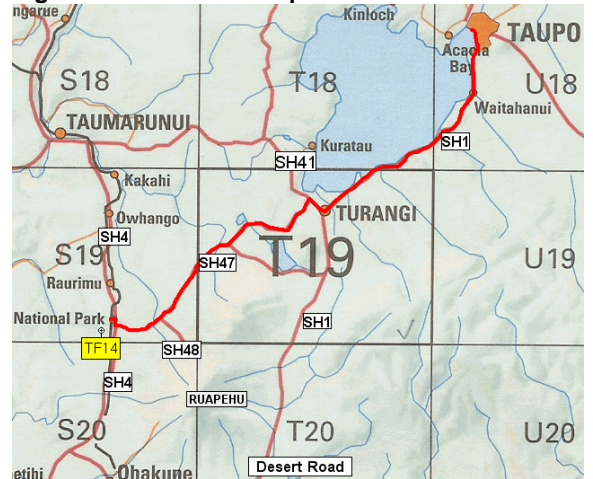 Kinloch
TAUPO
Acacia
Bay
S18
T18
U18
Waitahanui
TAUMARUNUI
SH1
Kuratau
SH41
Kakahi
Owhango
TURANGI
SH4
S19
T19
U19
SH47
Raurimu
National Park
SH1
TF14
SH48
SH4
RUAPEHU
S20
T20
U20
Desert Road
etihi
Ohakune